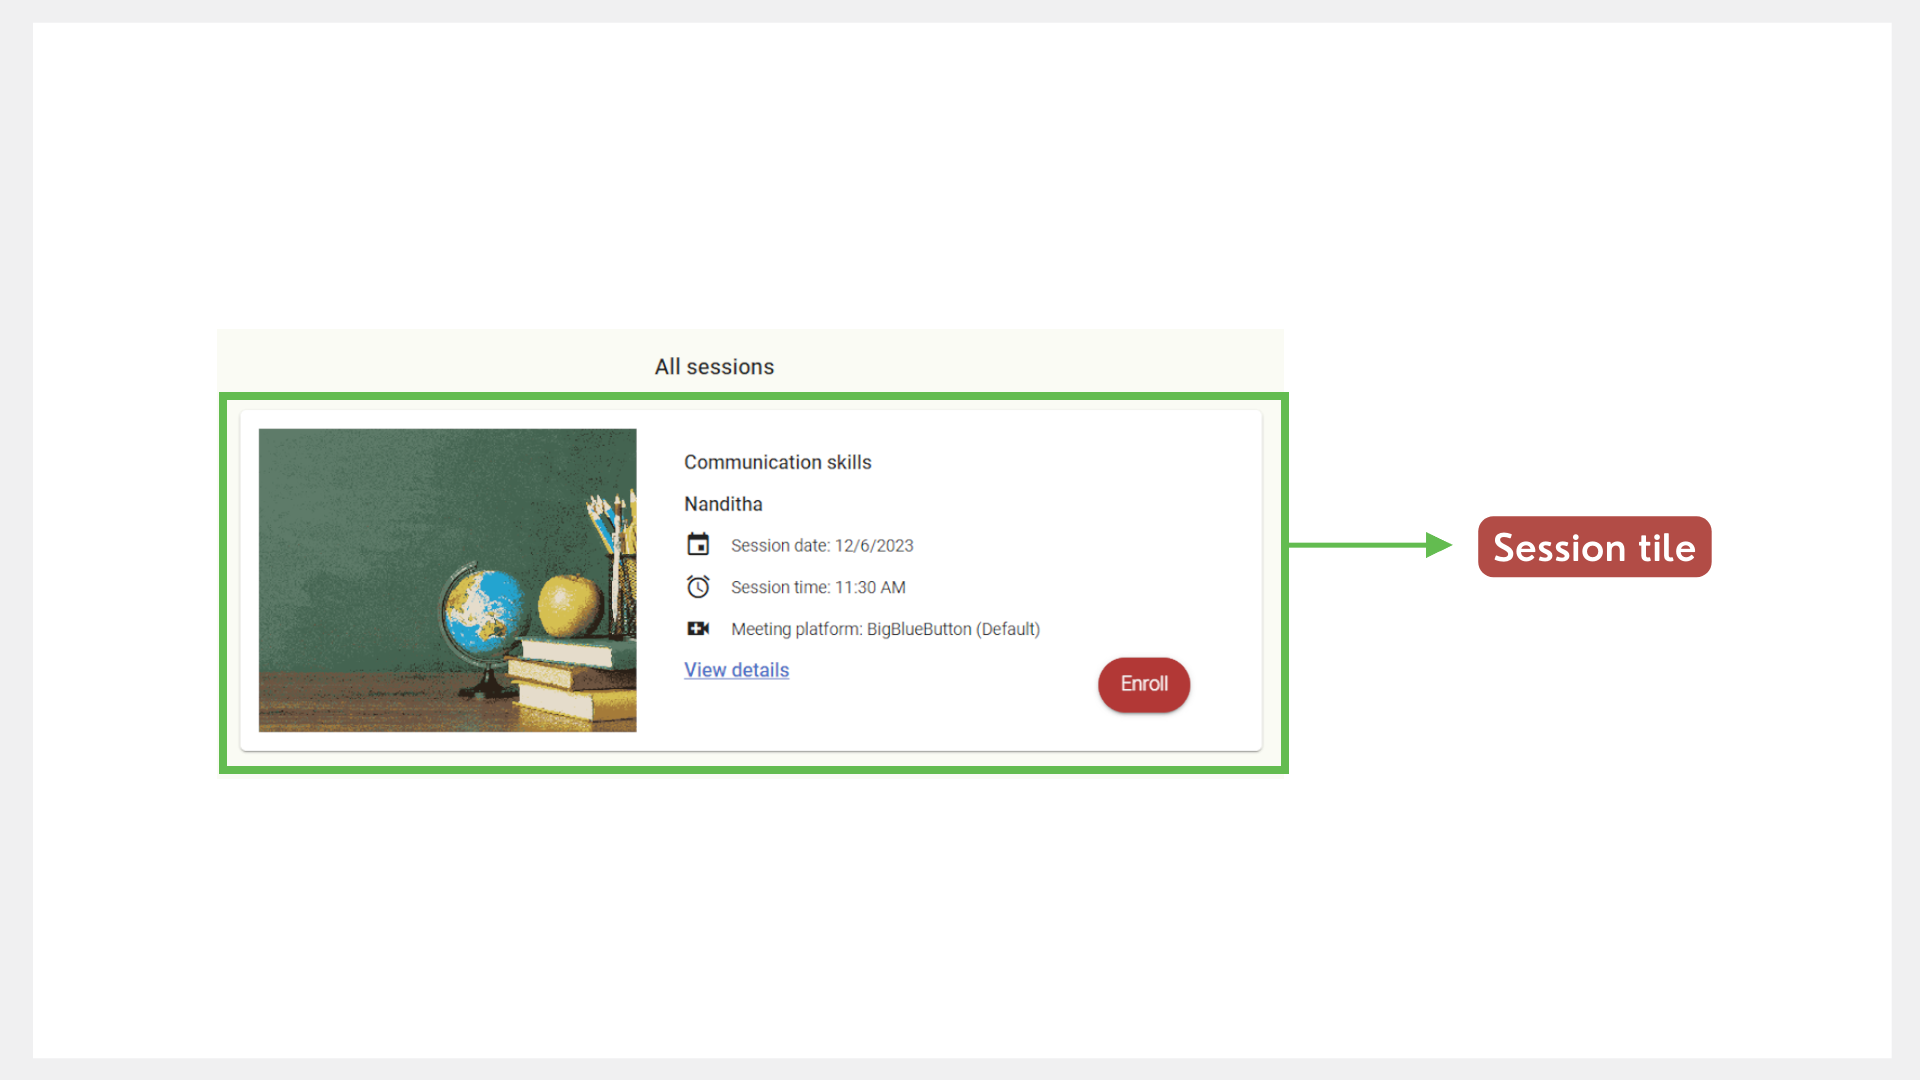 All sessions
Communication skills
Nanditha
Session date: 12/6/2023
Session time: 11:30 AM
Meeting platform: BigBlueButton (Default)
View details
Enroll
Session tile